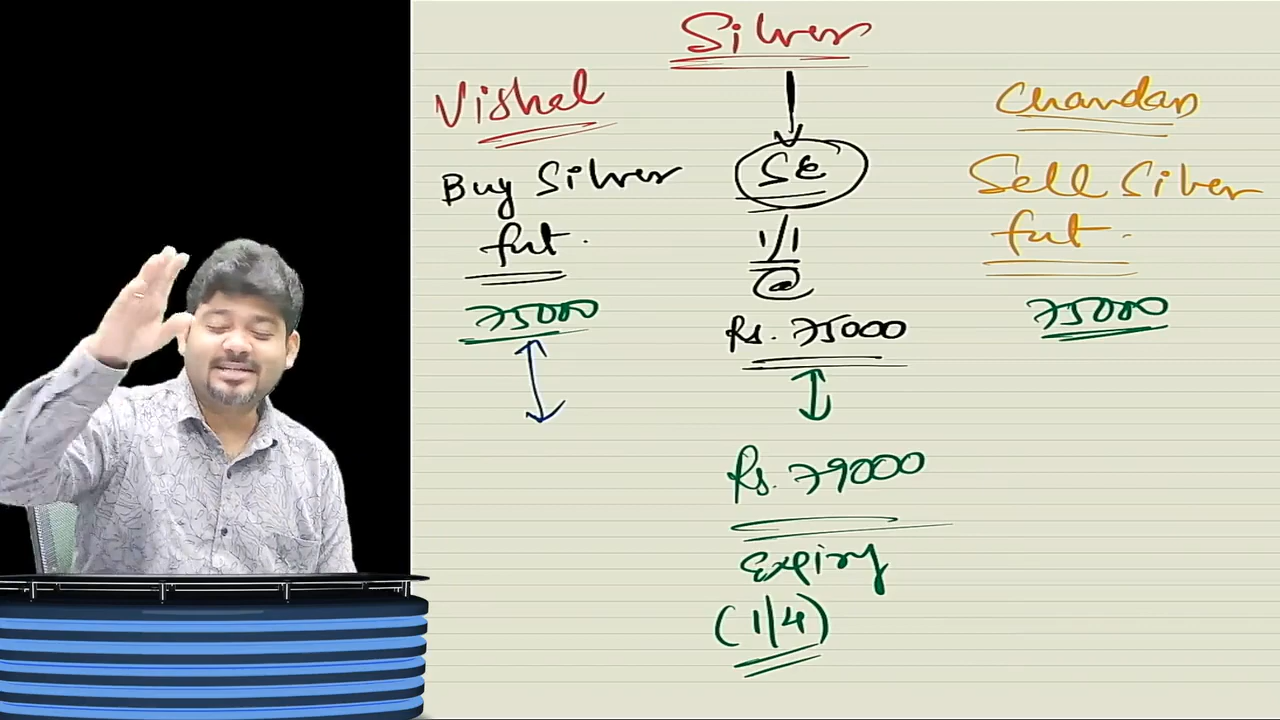 Silver
Vishal
Buy Silver
fut.
75000
SE
1/1
@
Rs. 75000
Rs. 79000
Expiry
(1/4)
Chandan
Sell Silver
fut.
75000